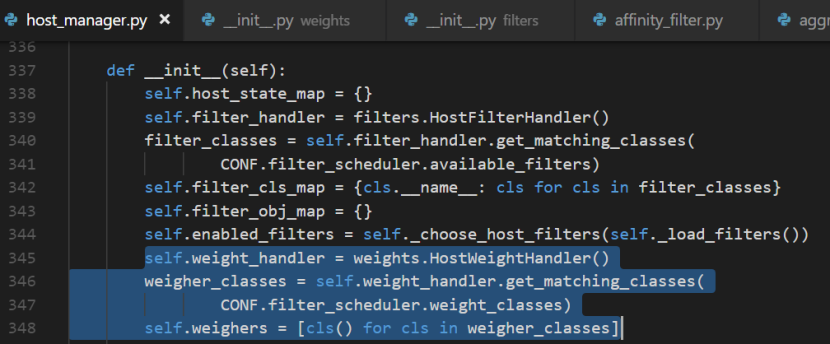 host_manager.py ✕ __init__.py weights __init__.py filters affinity_filter.py aggr
336
337 def __init__(self):
338 self.host_state_map = {}
339 self.filter_handler = filters.HostFilterHandler()
340 filter_classes = self.filter_handler.get_matching_classes(
341 CONF.filter_scheduler.available_filters)
342 self.filter_cls_map = {cls.__name__: cls for cls in filter_classes}
343 self.filter_obj_map = {}
344 self.enabled_filters = self._choose_host_filters(self._load_filters())
345 self.weight_handler = weights.HostWeightHandler()
346 weigher_classes = self.weight_handler.get_matching_classes(
347 CONF.filter_scheduler.weight_classes)
348 self.weighers = [cls() for cls in weigher_classes]